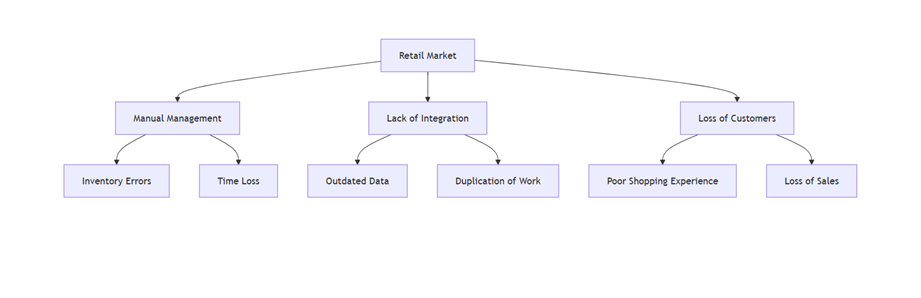 Retail Market
Manual Management
Lack of Integration
Loss of Customers
Inventory Errors
Time Loss
Outdated Data
Duplication of Work
Poor Shopping Experience
Loss of Sales